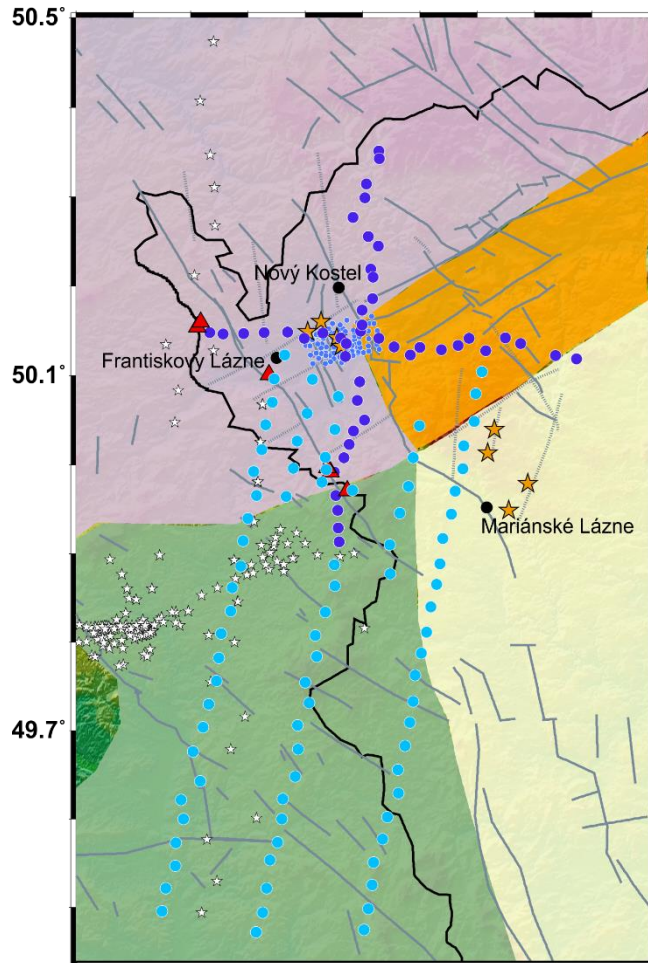 50.5°
Nový Kostel
Frantiskovy Lázne
50.1°
Mariánské Lázne
49.7°